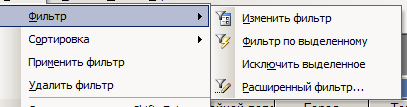 Фильтр
Сортировка
Применить фильтр
Удалить фильтр
Изменить фильтр
Фильтр по выделенному
Исключить выделенное
Расширенный фильтр...